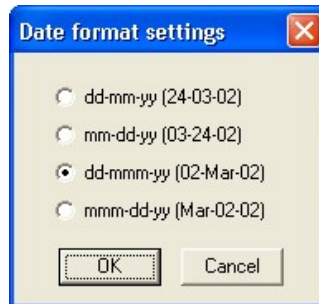 Date format settings
dd-mm-yy (24-03-02)
mm-dd-yy (03-24-02)
dd-mmm-yy (02-Mar-02)
mmm-dd-yy (Mar-02-02)
OK Cancel